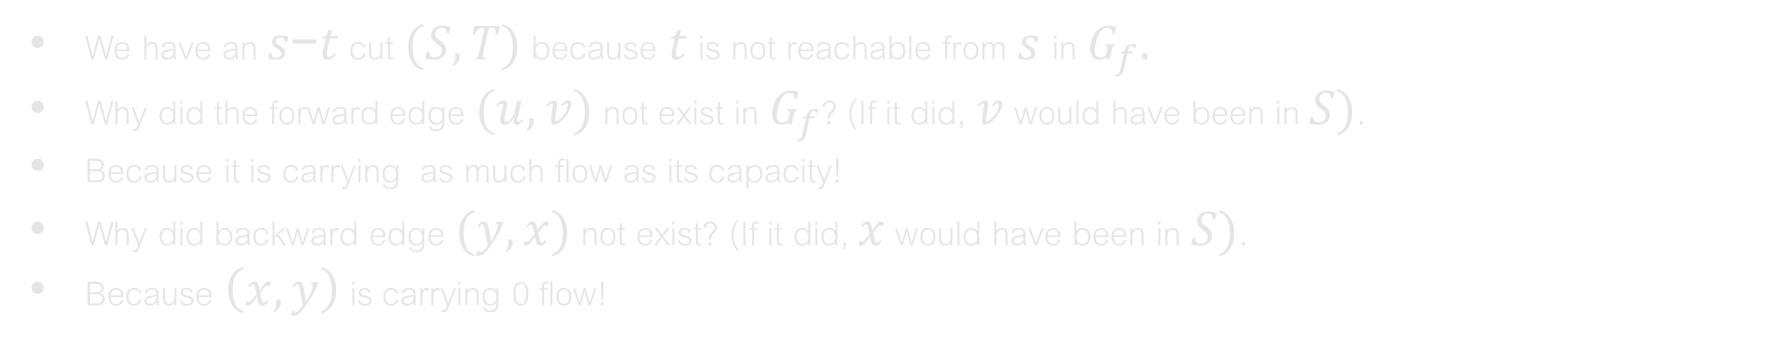 • We have an s−t cut (S, T) because t is not reachable from s in G_f.
• Why did the forward edge (u, v) not exist in G_f? (If it did, v would have been in S).
• Because it is carrying  as much flow as its capacity!
• Why did backward edge (y, x) not exist? (If it did, x would have been in S).
• Because (x, y) is carrying 0 flow!